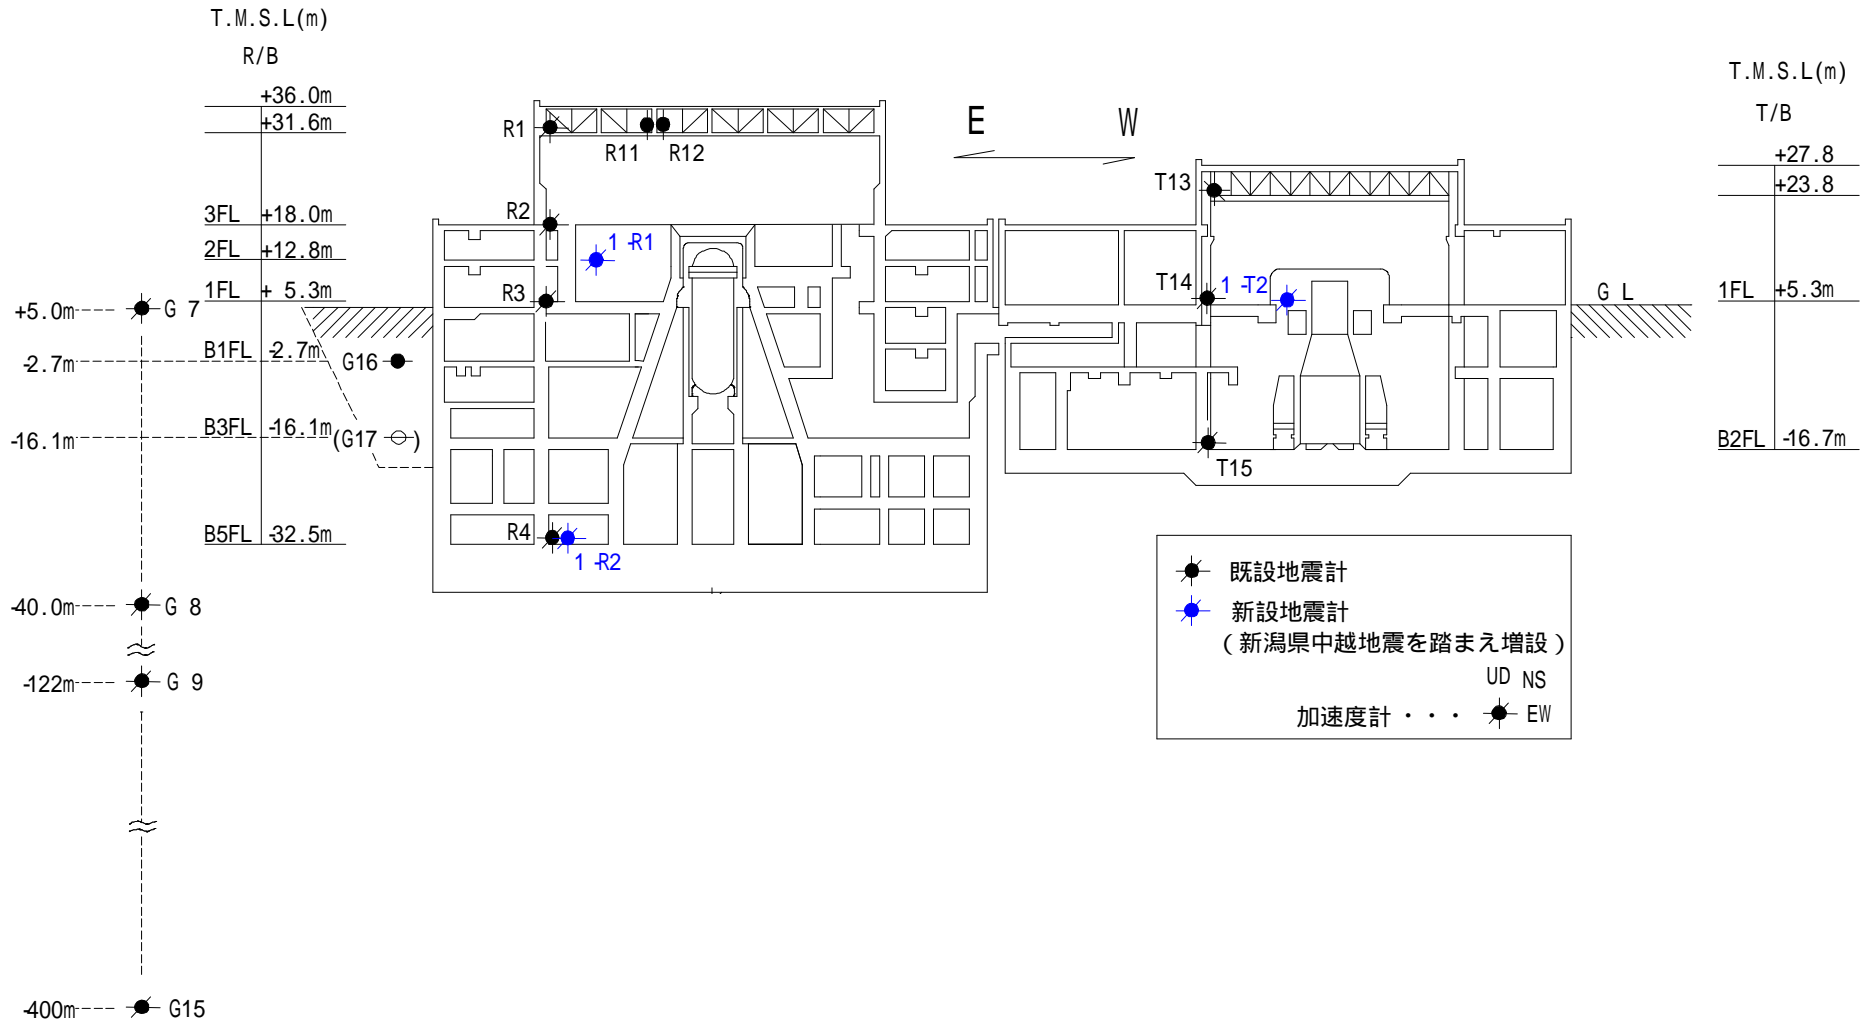 T.M.S.L(m)
R/B
+36.0m
+31.6m
3FL +18.0m
2FL +12.8m
1FL + 5.3m
B1FL -2.7m
B3FL -16.1m
B5FL -32.5m
+5.0m
G 7
-2.7m
G16
-16.1m
(G17 )
-40.0m
G 8
-122m
G 9
-400m
G15
R1
R11
R12
R2
1 -R1
R3
R4
1 -R2
E
W
T13
T14
1 -T2
T15
G L
T.M.S.L(m)
T/B
+27.8
+23.8
1FL +5.3m
B2FL -16.7m
既設地震計
新設地震計
(新潟県中越地震を踏まえ増設)
UD NS
加速度計・・・ EW